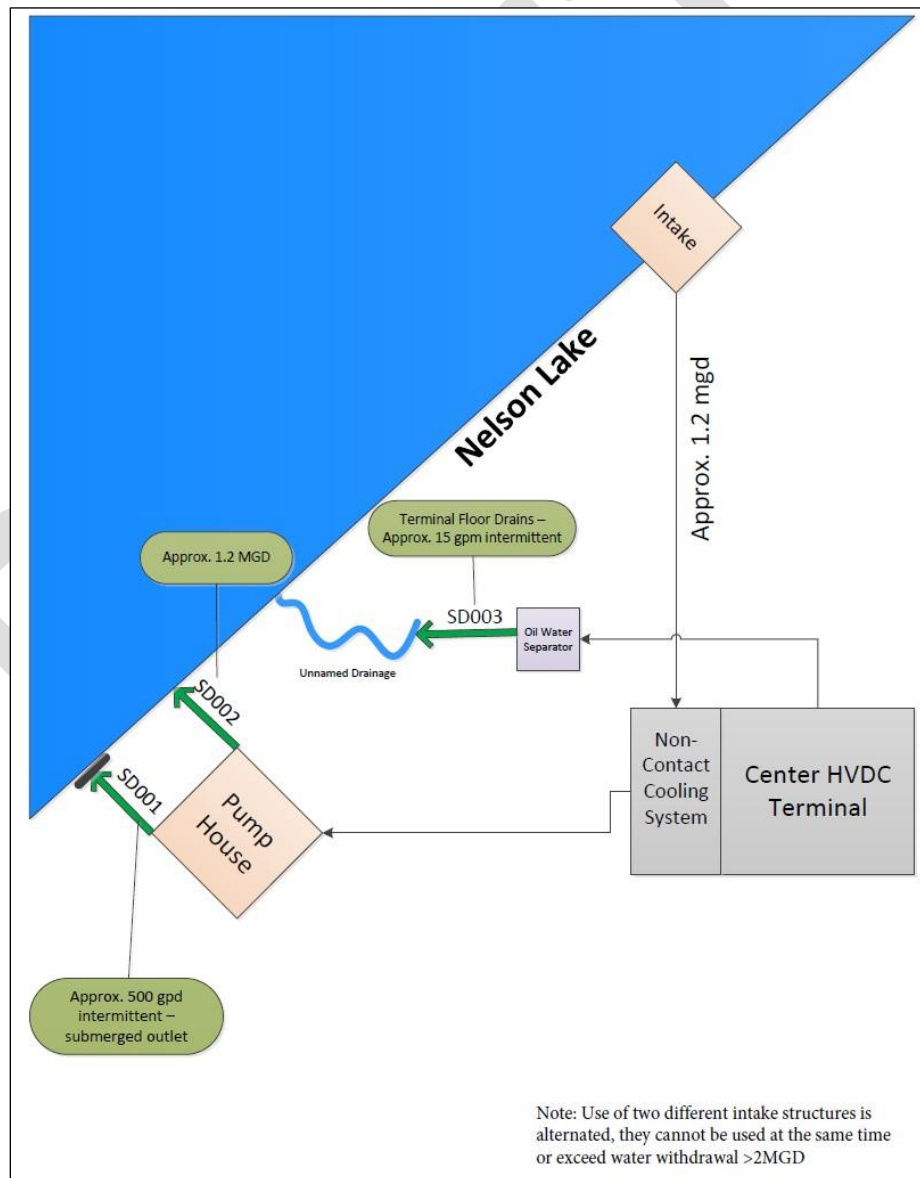 Intake
Nelson Lake
Approx. 1.2 mgd
Terminal Floor Drains –
Approx. 15 gpm intermittent
Approx. 1.2 MGD
SD003
Oil Water
Separator
Unnamed Drainage
SD002
SD001
Pump
House
Non-
Contact
Cooling
System
Center HVDC
Terminal
Approx. 500 gpd
intermittent –
submerged outlet
Note: Use of two different intake structures is
alternated, they cannot be used at the same time
or exceed water withdrawal >2MGD